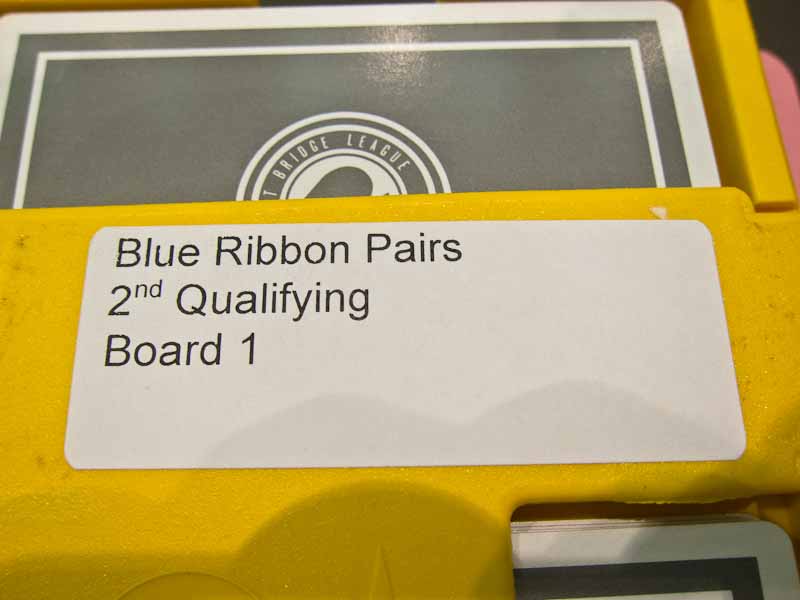 T BRIDGE LEAGUE
Blue Ribbon Pairs
2nd Qualifying
Board 1